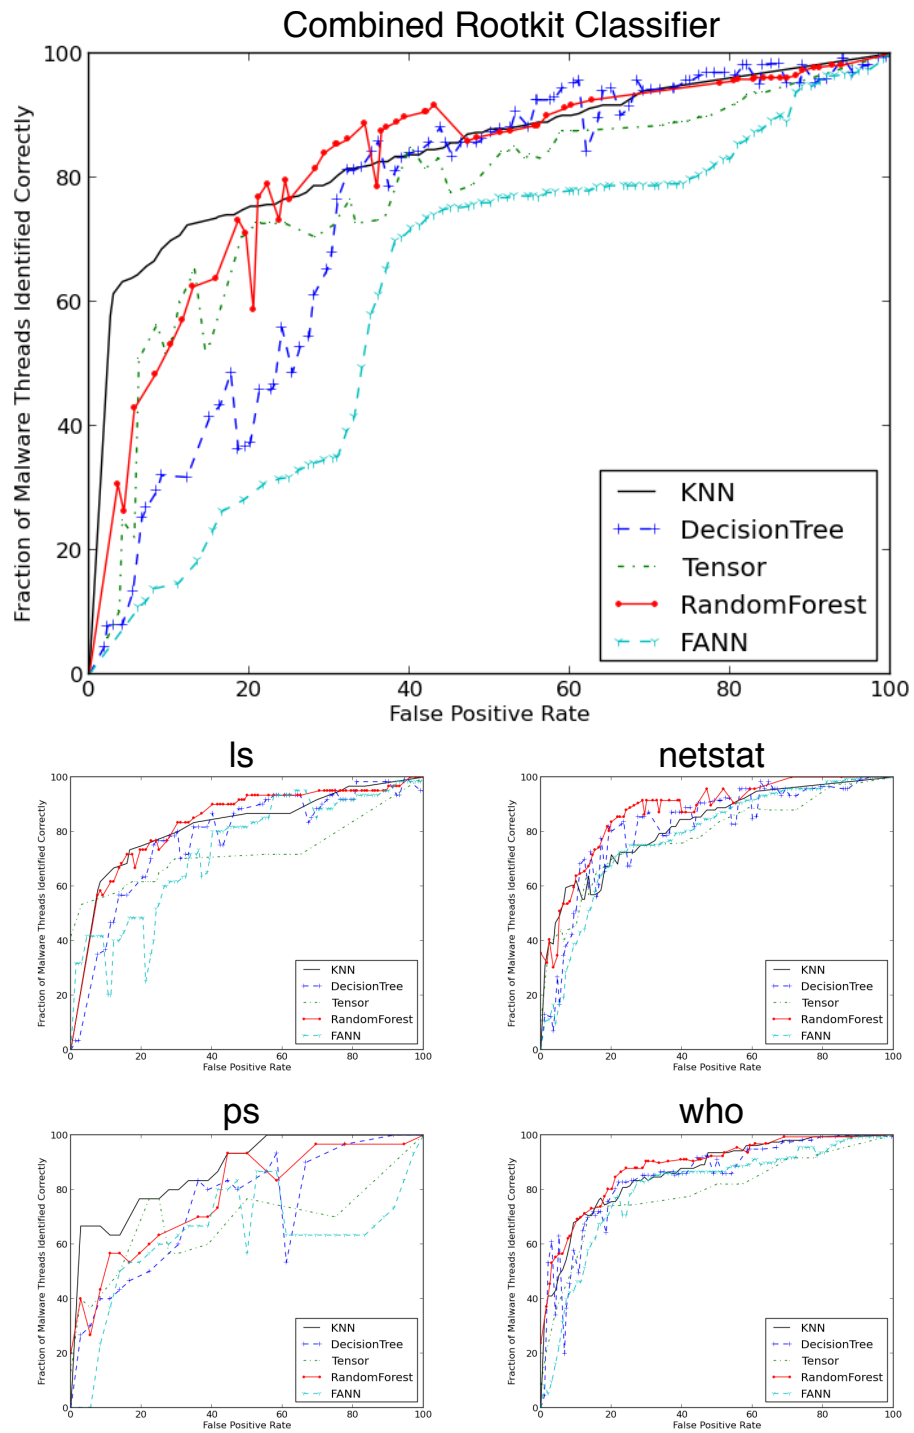 Combined Rootkit Classifier
Fraction of Malware Threads Identified Correctly
100
80
60
40
20
0
0 20 40 60 80 100
False Positive Rate
KNN
DecisionTree
Tensor
RandomForest
FANN
ls
Fraction of Malware Threads Identified Correctly
100
80
60
40
20
0
0 20 40 60 80 100
False Positive Rate
KNN
DecisionTree
Tensor
RandomForest
FANN
netstat
Fraction of Malware Threads Identified Correctly
100
80
60
40
20
0
0 20 40 60 80 100
False Positive Rate
KNN
DecisionTree
Tensor
RandomForest
FANN
ps
Fraction of Malware Threads Identified Correctly
100
80
60
40
20
0
0 20 40 60 80 100
False Positive Rate
KNN
DecisionTree
Tensor
RandomForest
FANN
who
Fraction of Malware Threads Identified Correctly
100
80
60
40
20
0
0 20 40 60 80 100
False Positive Rate
KNN
DecisionTree
Tensor
RandomForest
FANN